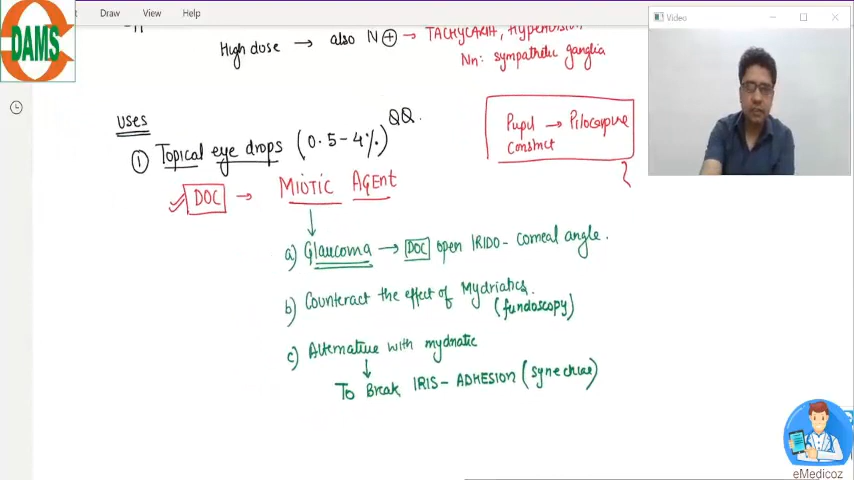 DAMS
Draw View Help
Video
High dose → also N ⊕ → TACHYCARDIA, Hypertension
Nn: sympathetic ganglia
Uses
① Topical eye drops (0.5-4%) QQ.
Pupil → Pilocarpine
Constrict
DOC → MIOTIC AGENT
a) Glaucoma → DOC open IRIDO-Corneal angle.
b) Counteract the effect of Mydriatics.
(fundoscopy)
c) Alternative with mydriatic
To Break IRIS-ADHESION (synechiae)
eMedicoz